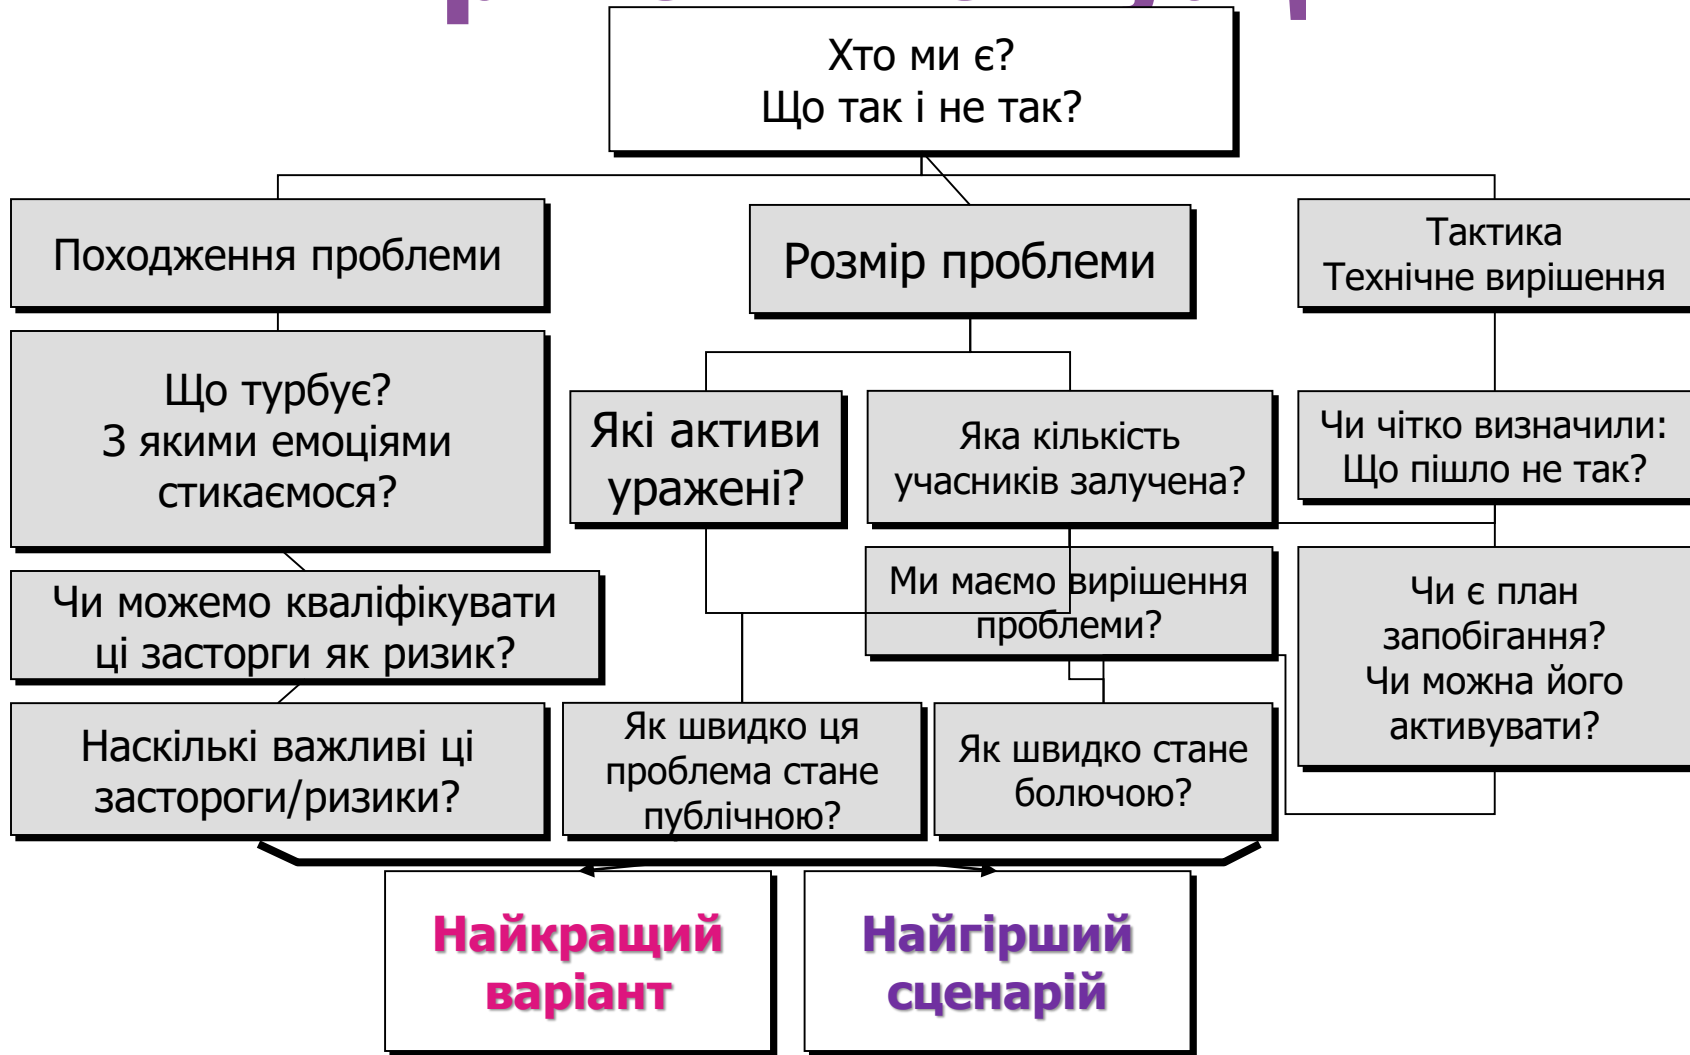 Хто ми є?
Що так і не так?
Походження проблеми
Розмір проблеми
Тактика
Технічне вирішення
Що турбує?
З якими емоціями
стикаємося?
Які активи
уражені?
Яка кількість
учасників залучена?
Чи чітко визначили:
Що пішло не так?
Чи можемо кваліфікувати
ці засторги як ризик?
Ми маємо вирішення
проблеми?
Чи є план
запобігання?
Чи можна його
активувати?
Наскількі важливі ці
застороги/ризики?
Як швидко ця
проблема стане
публічною?
Як швидко стане
болючою?
Найкращий
варіант
Найгірший
сценарій